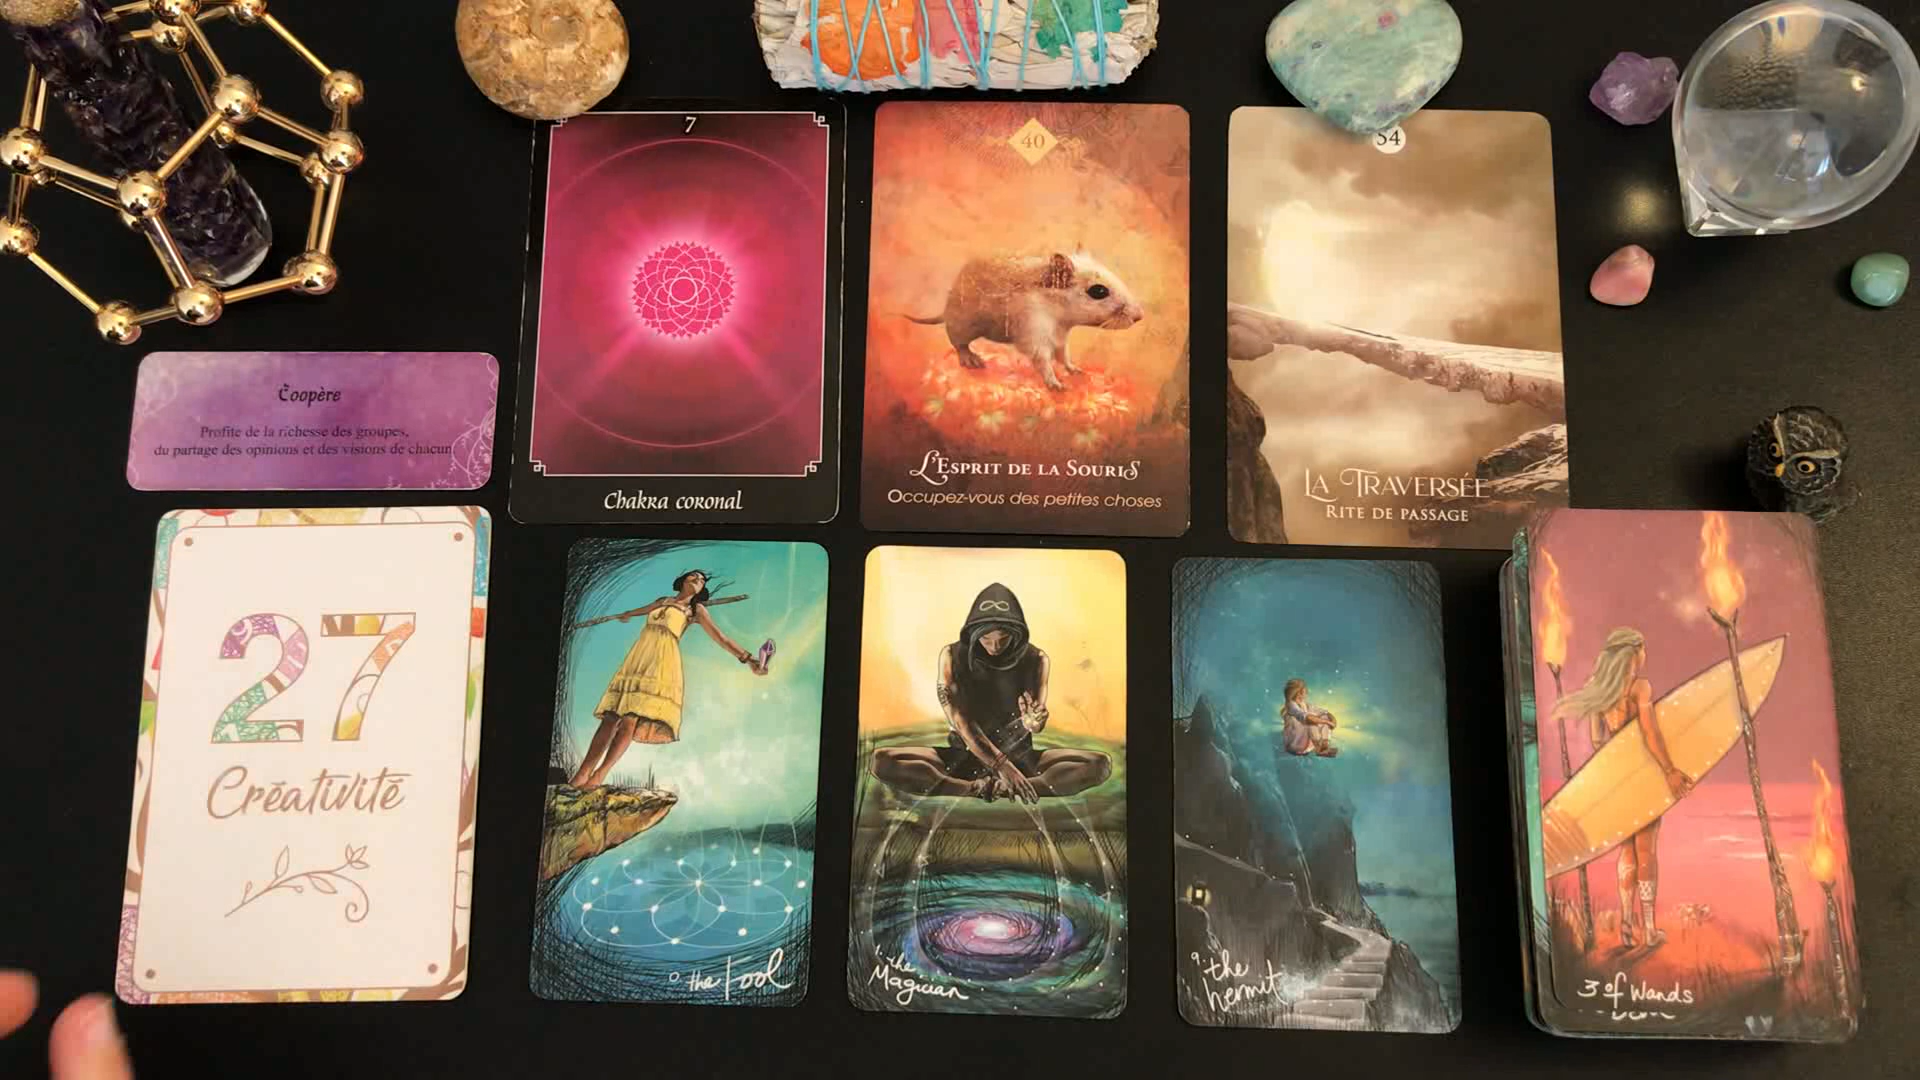 7
Chakra coronal
40
L'Esprit de la Souris
Occupez-vous des petites choses
54
La Traversée
Rite de passage
Coopère
Profite de la richesse des groupes,
du partage des opinions et des visions de chacun
27
Créativité
0 the Fool
1. the
Magician
9. the
hermit
3 of Wands